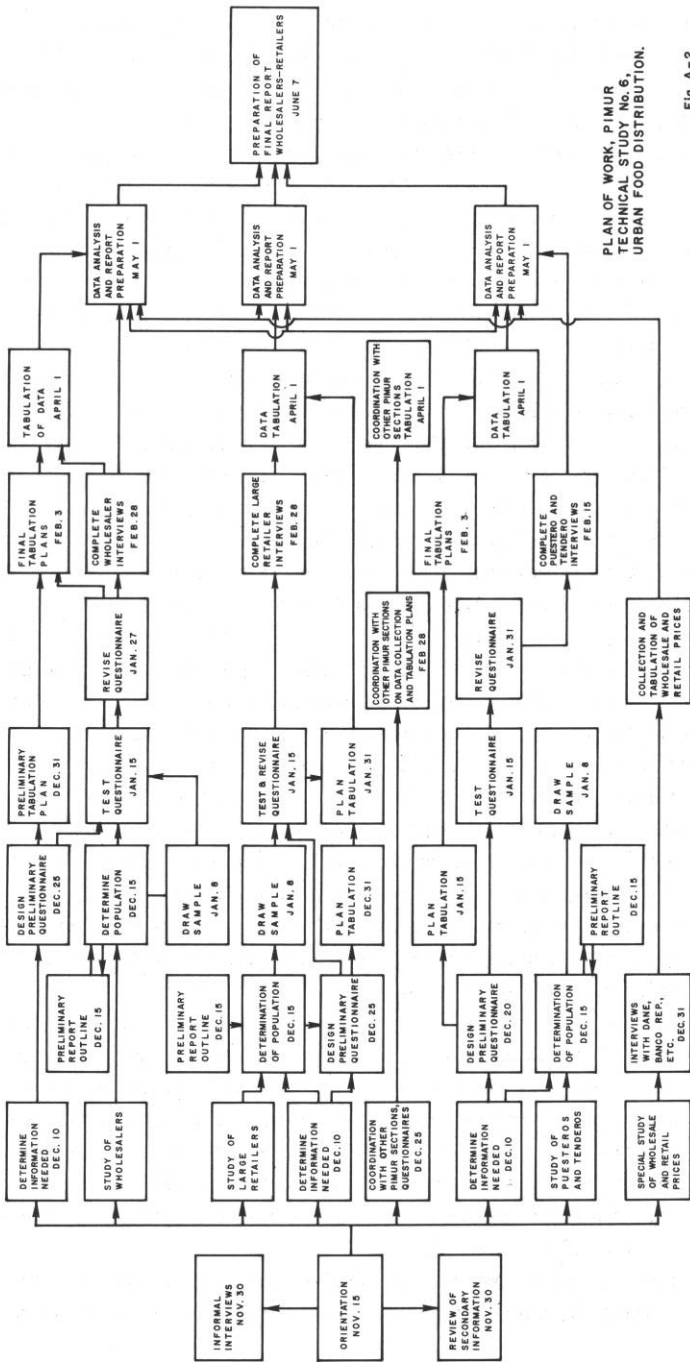 INFORMAL
INTERVIEWS
NOV. 30
ORIENTATION
NOV. 15
REVIEW OF
SECONDARY
INFORMATION
NOV. 30
DETERMINE
INFORMATION
NEEDED
DEC. 10
STUDY OF
WHOLESALERS
STUDY OF
LARGE
RETAILERS
DETERMINE
INFORMATION
NEEDED
DEC. 10
COORDINATION
WITH OTHER
PIMUR SECTIONS,
QUESTIONNAIRES
DEC. 25
DETERMINE
INFORMATION
NEEDED
DEC. 10
STUDY OF
PUESTEROS
AND TENDEROS
SPECIAL STUDY
OF WHOLESALE
AND RETAIL
PRICES
DESIGN
PRELIMINARY
QUESTIONNAIRE
DEC. 25
PRELIMINARY
REPORT
OUTLINE
DEC. 15
DETERMINE
POPULATION
DEC. 15
DRAW
SAMPLE
JAN. 8
PRELIMINARY
REPORT
OUTLINE
DEC. 15
DETERMINATION
OF POPULATION
DEC. 15
DESIGN
PRELIMINARY
QUESTIONNAIRE
DEC. 25
DESIGN
PRELIMINARY
QUESTIONNAIRE
DEC. 20
DETERMINATION
OF POPULATION
DEC. 15
PRELIMINARY
REPORT
OUTLINE
DEC. 15
INTERVIEWS
WITH DANE,
BANCO REP.,
ETC.
DEC. 31
PRELIMINARY
TABULATION
PLAN
DEC. 31
TEST
QUESTIONNAIRE
JAN. 15
DRAW
SAMPLE
JAN. 8
TEST & REVISE
QUESTIONNAIRE
JAN. 15
PLAN
TABULATION
DEC. 31
PLAN
TABULATION
JAN. 31
PLAN
TABULATION
JAN. 15
TEST
QUESTIONNAIRE
JAN. 15
DRAW
SAMPLE
JAN. 8
REVISE
QUESTIONNAIRE
JAN. 27
REVISE
QUESTIONNAIRE
JAN. 31
FINAL
TABULATION
PLANS
FEB. 3
COMPLETE
WHOLESALER
INTERVIEWS
FEB. 28
COMPLETE LARGE
RETAILER
INTERVIEWS
FEB. 28
COORDINATION WITH
OTHER PIMUR SECTIONS
ON DATA COLLECTION
AND TABULATION PLANS
FEB 28
FINAL
TABULATION
PLANS
FEB. 3
COMPLETE
PUESTERO AND
TENDERO
INTERVIEWS
FEB. 15
COLLECTION AND
TABULATION OF
WHOLESALE AND
RETAIL PRICES
TABULATION
OF DATA
APRIL 1
DATA
TABULATION
APRIL 1
COORDINATION WITH
OTHER PIMUR
SECTIONS
TABULATION
APRIL 1
DATA
TABULATION
APRIL 1
DATA ANALYSIS
AND REPORT
PREPARATION
MAY 1
DATA ANALYSIS
AND REPORT
PREPARATION
MAY 1
DATA ANALYSIS
AND REPORT
PREPARATION
MAY 1
PREPARATION OF
FINAL REPORT
WHOLESALERS-RETAILERS
JUNE 7
PLAN OF WORK, PIMUR
TECHNICAL STUDY No. 6,
URBAN FOOD DISTRIBUTION.
Fig. A-2